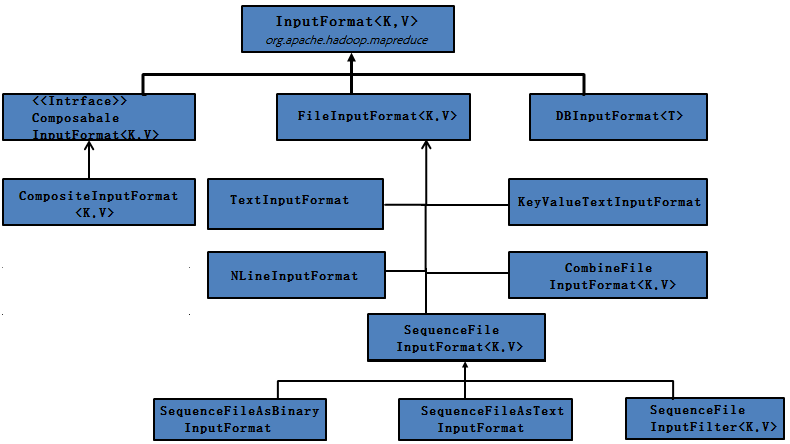 InputFormat<K,V>
org.apache.hadoop.mapreduce
<<Intrface>>
Composabale
InputFormat<K,V>
FileInputFormat<K,V>
DBInputFormat<T>
CompositeInputFormat
<K,V>
TextInputFormat
KeyValueTextInputFormat
NLineInputFormat
CombineFile
InputFormat<K,V>
SequenceFile
InputFormat<K,V>
SequenceFileAsBinary
InputFormat
SequenceFileAsText
InputFormat
SequenceFile
InputFilter<K,V>